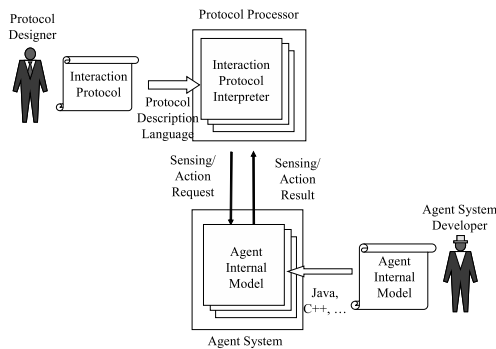 Protocol Processor
Protocol
Designer
Interaction
Protocol
Interaction
Protocol
Interpreter
Protocol
Description
Language
Sensing/
Action
Request
Sensing/
Action
Result
Agent System
Developer
Agent
Internal
Model
Agent
Internal
Model
Java,
C++, …
Agent System